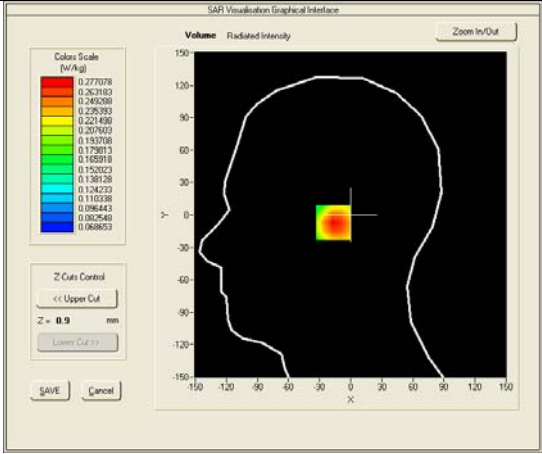 SAR Visualisation Graphical Interface
Volume Radiated Intensity
Zoom In/Out
Colors Scale
(W/kg)
0.277078
0.263183
0.249288
0.235393
0.221498
0.207603
0.193708
0.179813
0.165918
0.152023
0.138128
0.124233
0.110338
0.096443
0.082548
0.068653
150
120
90
60
30
0
-30
-60
-90
-120
-150
Y
-150 -120 -90 -60 -30 0 30 60 90 120 150
X
Z Cuts Control
<< Upper Cut
Z = 0.9 mm
Lower Cut >>
SAVE Cancel